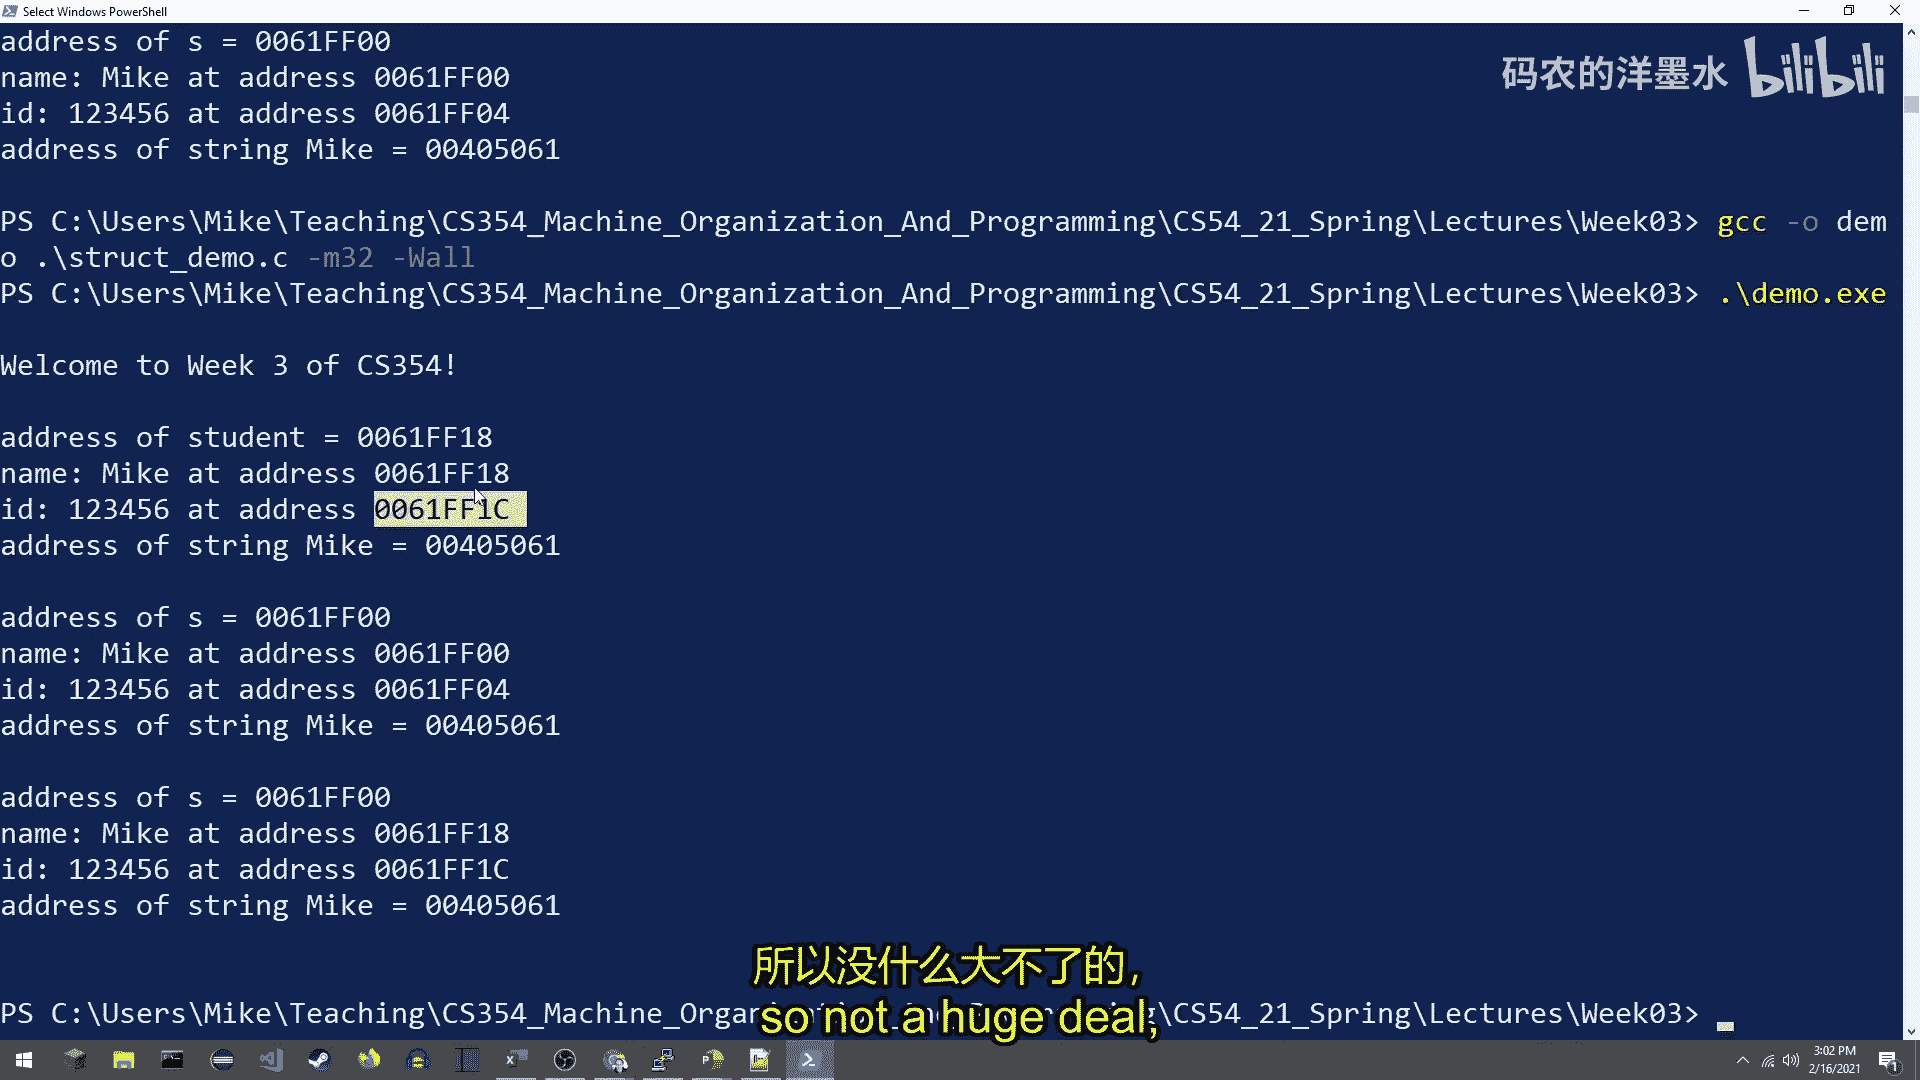 Select Windows PowerShell
address of s = 0061FF00
码农的洋墨水 bilibili
name: Mike at address 0061FF00
id: 123456 at address 0061FF04
address of string Mike = 00405061
PS C:\Users\Mike\Teaching\CS354_Machine_Organization_And_Programming\CS54_21_Spring\Lectures\Week03> gcc -o dem
o .\struct_demo.c -m32 -Wall
PS C:\Users\Mike\Teaching\CS354_Machine_Organization_And_Programming\CS54_21_Spring\Lectures\Week03> .\demo.exe
Welcome to Week 3 of CS354!
address of student = 0061FF18
name: Mike at address 0061FF18
id: 123456 at address 0061FF1C
address of string Mike = 00405061
address of s = 0061FF00
name: Mike at address 0061FF00
id: 123456 at address 0061FF04
address of string Mike = 00405061
address of s = 0061FF00
name: Mike at address 0061FF18
id: 123456 at address 0061FF1C
address of string Mike = 00405061
所以没什么大不了的，
PS C:\Users\Mike\Teaching\CS354_Machine_Organ CS54_21_Spring\Lectures\Week03>
so not a huge deal,
3:02 PM
2/16/2021